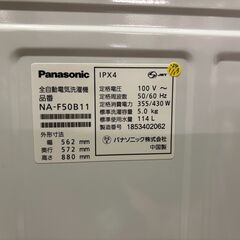 Panasonic
全自動電気洗濯機
品番
NA-F50B11
外形寸法
幅 562 mm
奥行 572 mm
高さ 880 mm
IPX4
JET
定格電圧 100 V～
定格周波数 50/60 Hz
定格消費電力 355/430 W
標準洗濯容量 5.0 kg
標準使用水量 114 L
製造番号 1853402062
パナソニック株式会社
中国製